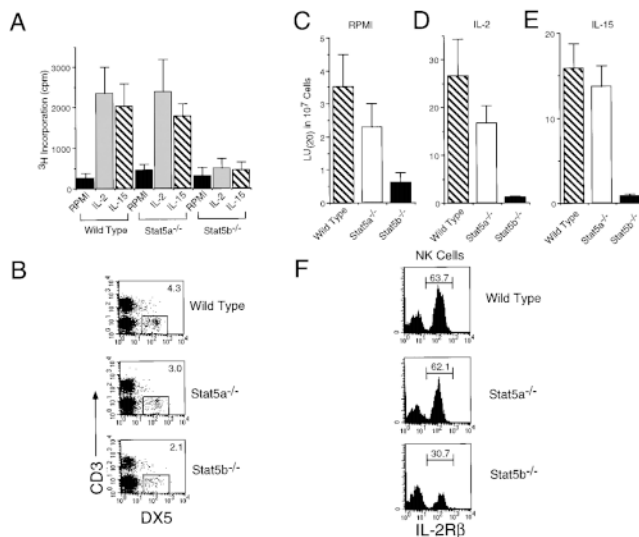 A
³H Incorporation (cpm)
3000
2000
1000
0
RPMI IL-2 IL-15 RPMI IL-2 IL-15 RPMI IL-2 IL-15
Wild Type Stat5a-/- Stat5b-/-
C D E
RPMI IL-2 IL-15
LU(20) in 10⁷ Cells
5
4
3
2
1
0
30
20
10
0
20
15
10
5
0
Wild Type Stat5a-/- Stat5b-/-
Wild Type Stat5a-/- Stat5b-/-
Wild Type Stat5a-/- Stat5b-/-
B
4.3
Wild Type
3.0
Stat5a-/-
2.1
Stat5b-/-
CD3
DX5
F
NK Cells
63.7
Wild Type
62.1
Stat5a-/-
30.7
Stat5b-/-
IL-2Rβ